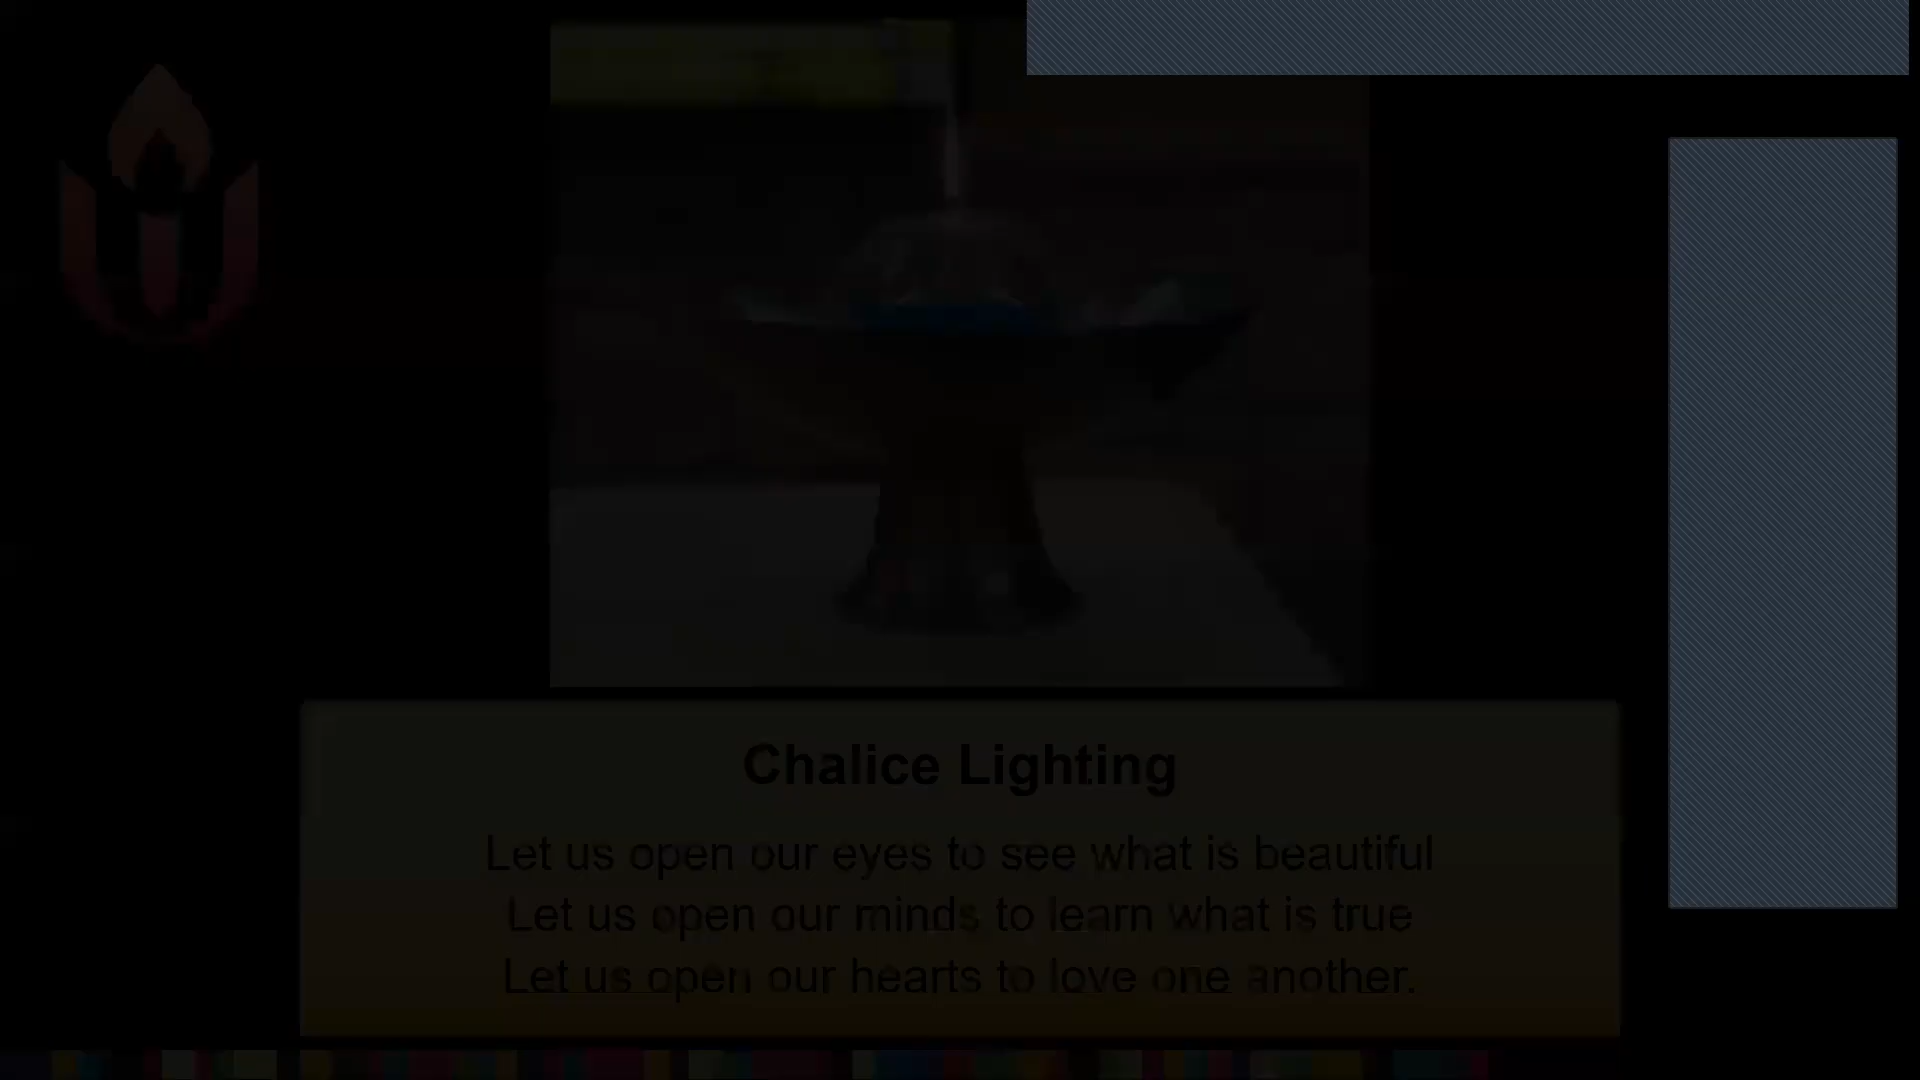 Chalice Lighting
Let us open our eyes to see what is beautiful
Let us open our minds to learn what is true
Let us open our hearts to love one another.